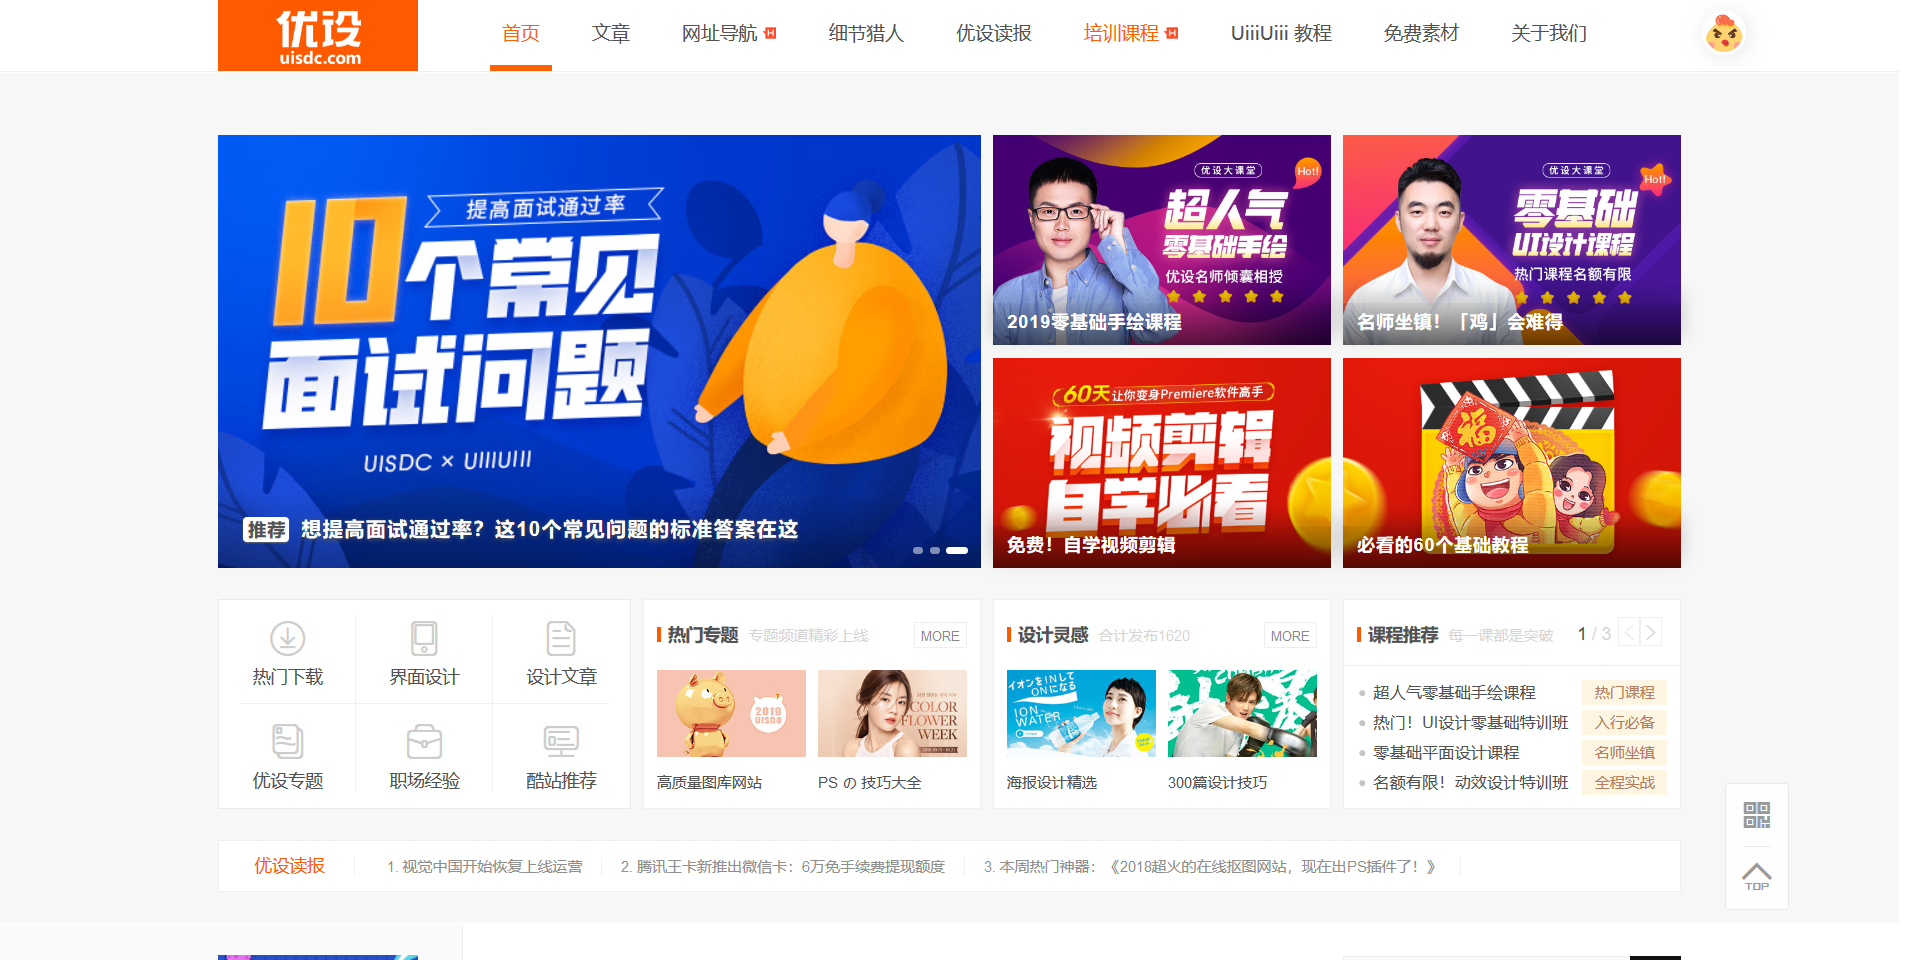 优设
uisdc.com
首页
文章
网址导航 H
细节猎人
优设读报
培训课程 H
UiiiUiii 教程
免费素材
关于我们
提高面试通过率
10个常见
面试问题
UISDC × UIIIUIII
推荐 想提高面试通过率？这10个常见问题的标准答案在这
优设大课堂
Hot!
超人气
零基础手绘
优设名师倾囊相授
2019零基础手绘课程
优设大课堂
Hot!
零基础
UI设计课程
热门课程名额有限
名师坐镇！「鸡」会难得
60天让你变身Premiere软件高手
视频剪辑
自学必看
免费！自学视频剪辑
福
必看的60个基础教程
热门下载
界面设计
设计文章
优设专题
职场经验
酷站推荐
热门专题 专题频道精彩上线 MORE
2019
UISDC
COLOR
FLOWER
WEEK
高质量图库网站
PS の 技巧大全
设计灵感 合计发布1620 MORE
イオンをINして
ONになる
ION
WATER
海报设计精选
300篇设计技巧
课程推荐 每一课都是突破 1 / 3
超人气零基础手绘课程 热门课程
热门！UI设计零基础特训班 入行必备
零基础平面设计课程 名师坐镇
名额有限！动效设计特训班 全程实战
优设读报
1. 视觉中国开始恢复上线运营
2. 腾讯王卡新推出微信卡：6万免手续费提现额度
3. 本周热门神器：《2018超火的在线抠图网站，现在出PS插件了！》
TOP